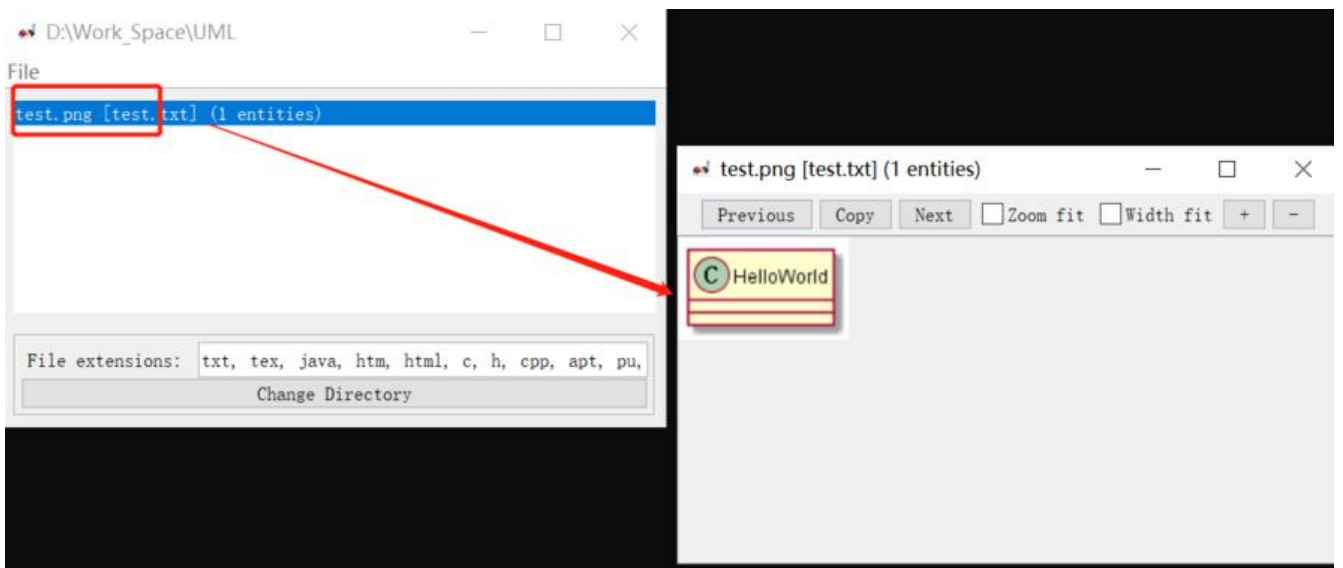 D:\Work_Space\UML
File
test.png [test.txt] (1 entities)
File extensions: txt, tex, java, htm, html, c, h, cpp, apt, pu,
Change Directory
test.png [test.txt] (1 entities)
Previous Copy Next Zoom fit Width fit + -
C HelloWorld